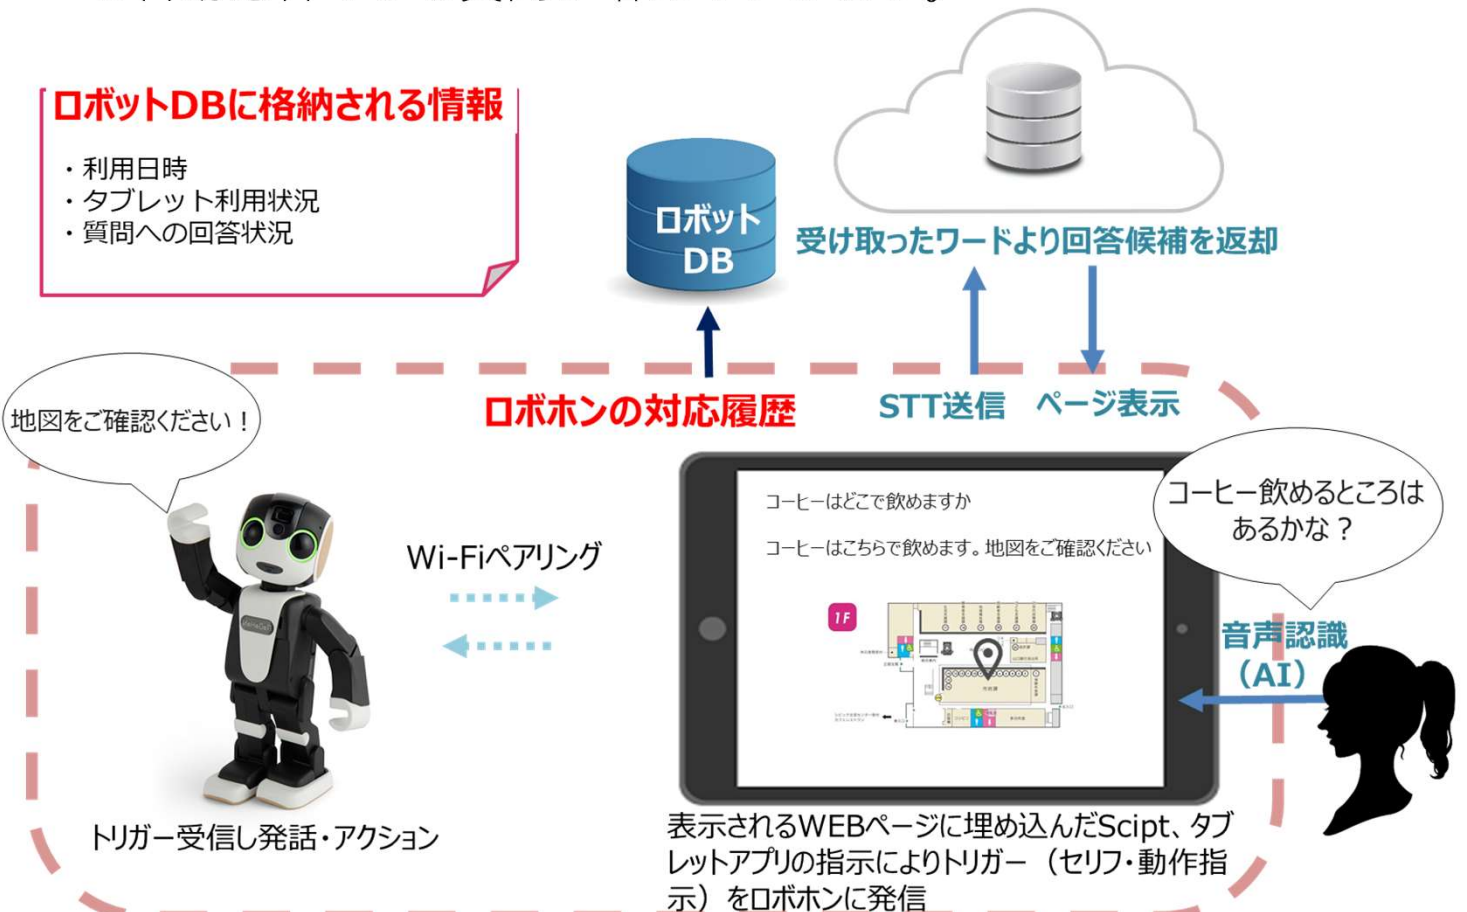 ロボットDBに格納される情報
・利用日時
・タブレット利用状況
・質問への回答状況
ロボット
DB
受け取ったワードより回答候補を返却
ロボホンの対応履歴
STT送信
ページ表示
地図をご確認ください！
Wi-Fiペアリング
コーヒーはどこで飲めますか
コーヒーはこちらで飲めます。地図をご確認ください
1F
コーヒー飲めるところは
あるかな？
音声認識
（AI）
トリガー受信し発話・アクション
表示されるWEBページに埋め込んだScipt、タブ
レットアプリの指示によりトリガー（セリフ・動作指
示）をロボホンに発信